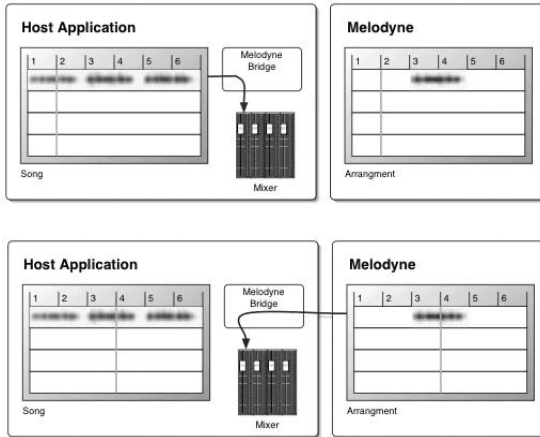 Host Application
Melodyne
Bridge
1 2 3 4 5 6
Song
Mixer
Melodyne
1 2 3 4 5 6
Arrangment
Host Application
Melodyne
Bridge
1 2 3 4 5 6
Song
Mixer
Melodyne
1 2 3 4 5 6
Arrangment